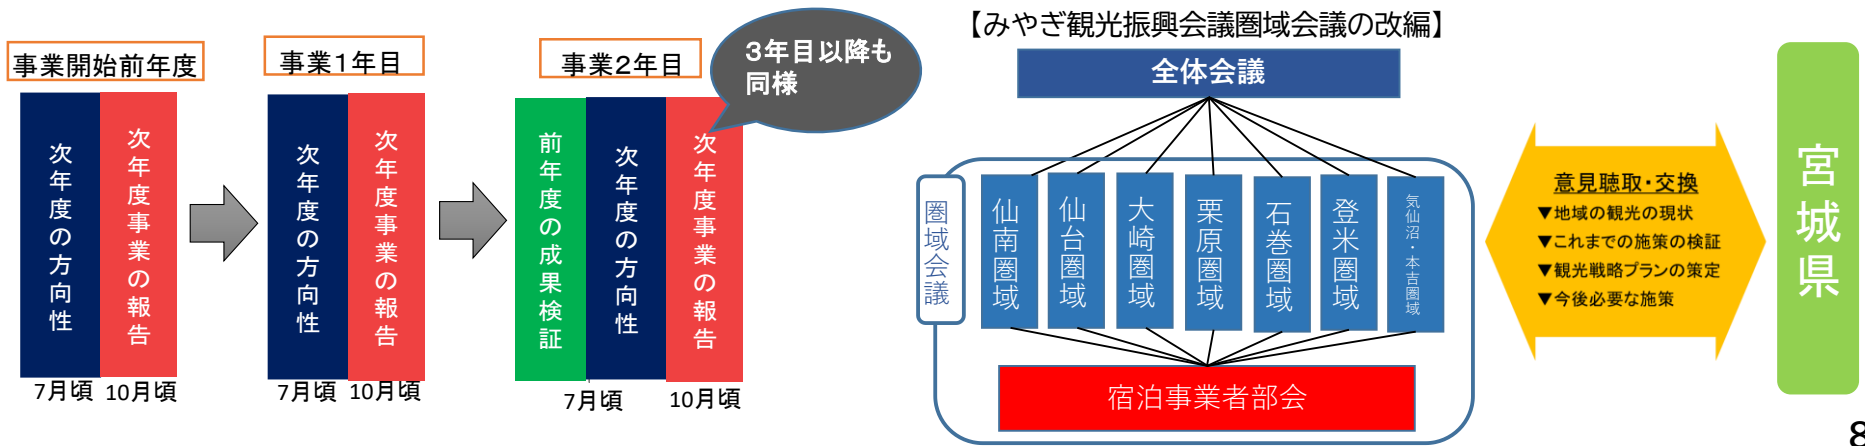 事業開始前年度
次年度の方向性
次年度事業の報告
7月頃
10月頃
事業1年目
次年度の方向性
次年度事業の報告
7月頃
10月頃
事業2年目
前年度の成果検証
次年度の方向性
次年度事業の報告
7月頃
10月頃
3年目以降も
同様
【みやぎ観光振興会議圏域会議の改編】
全体会議
圏域会議
仙南圏域
仙台圏域
大崎圏域
栗原圏域
石巻圏域
登米圏域
気仙沼・本吉圏域
宿泊事業者部会
意見聴取・交換
▼地域の観光の現状
▼これまでの施策の検証
▼観光戦略プランの策定
▼今後必要な施策
宮城県
8